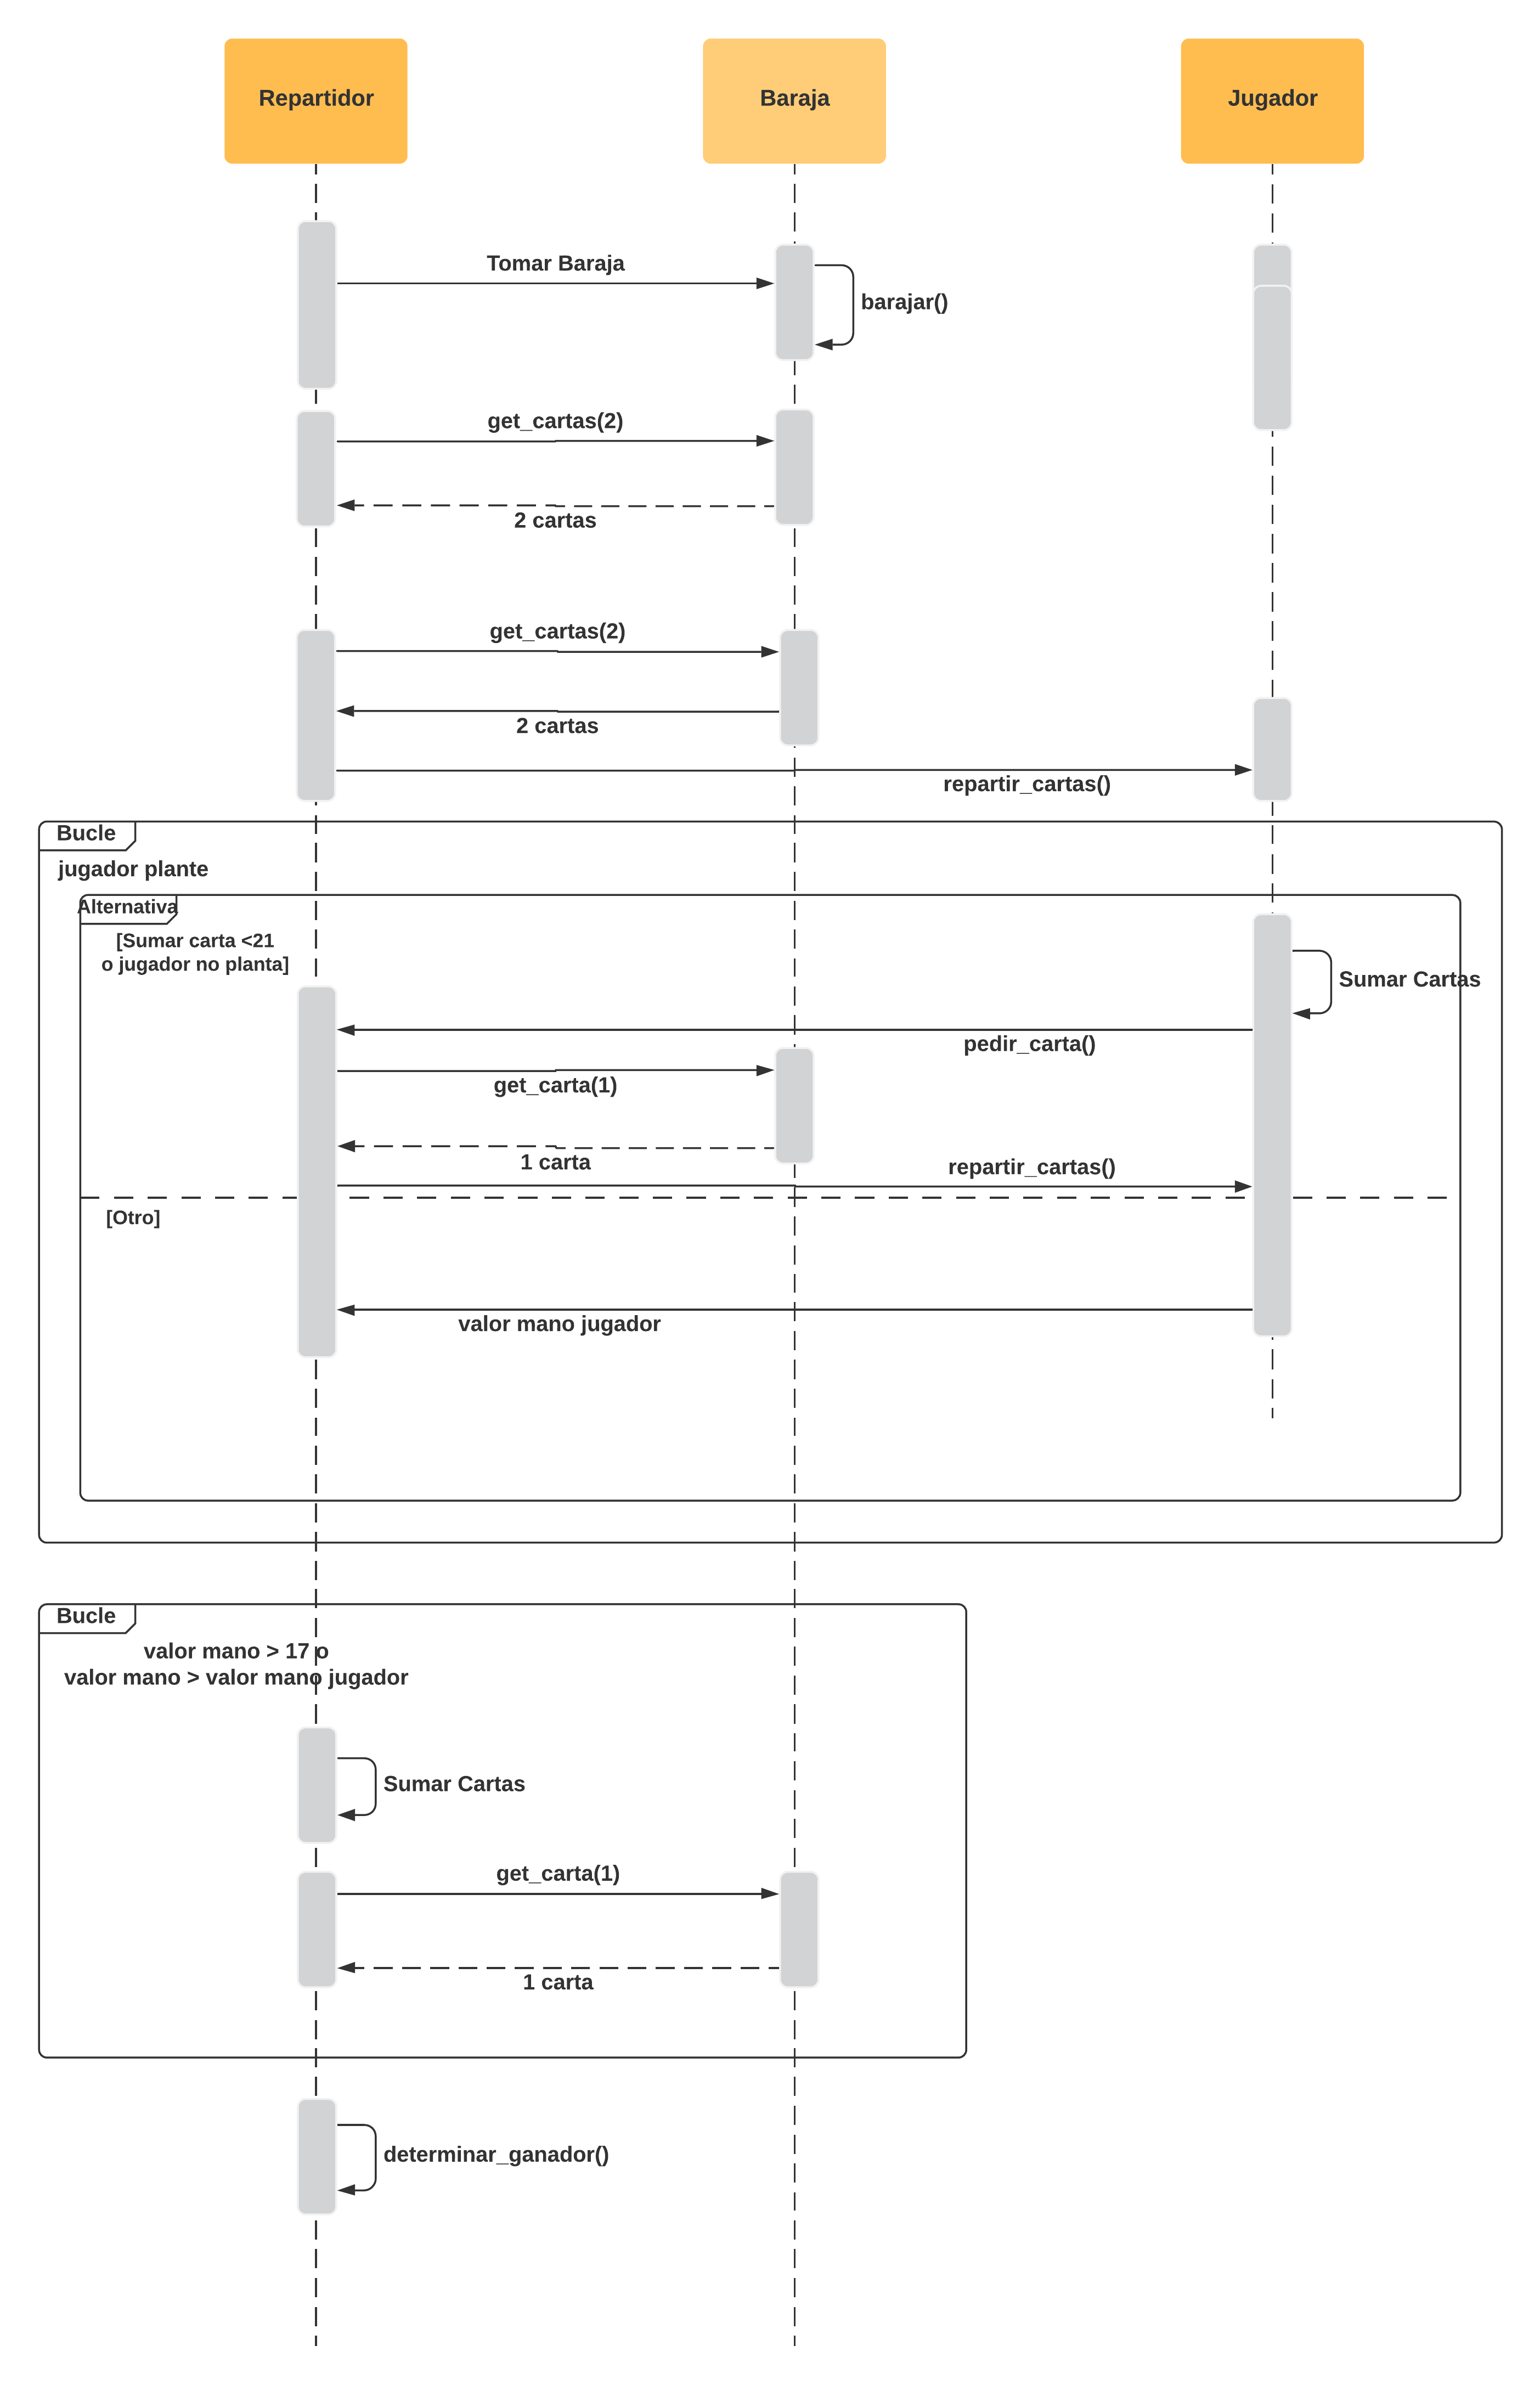 Repartidor
Baraja
Jugador
Tomar Baraja
barajar()
get_cartas(2)
2 cartas
get_cartas(2)
2 cartas
repartir_cartas()
Bucle
jugador plante
Alternativa
[Sumar carta <21
o jugador no planta]
Sumar Cartas
pedir_carta()
get_carta(1)
1 carta
repartir_cartas()
[Otro]
valor mano jugador
Bucle
valor mano > 17 o
valor mano > valor mano jugador
Sumar Cartas
get_carta(1)
1 carta
determinar_ganador()